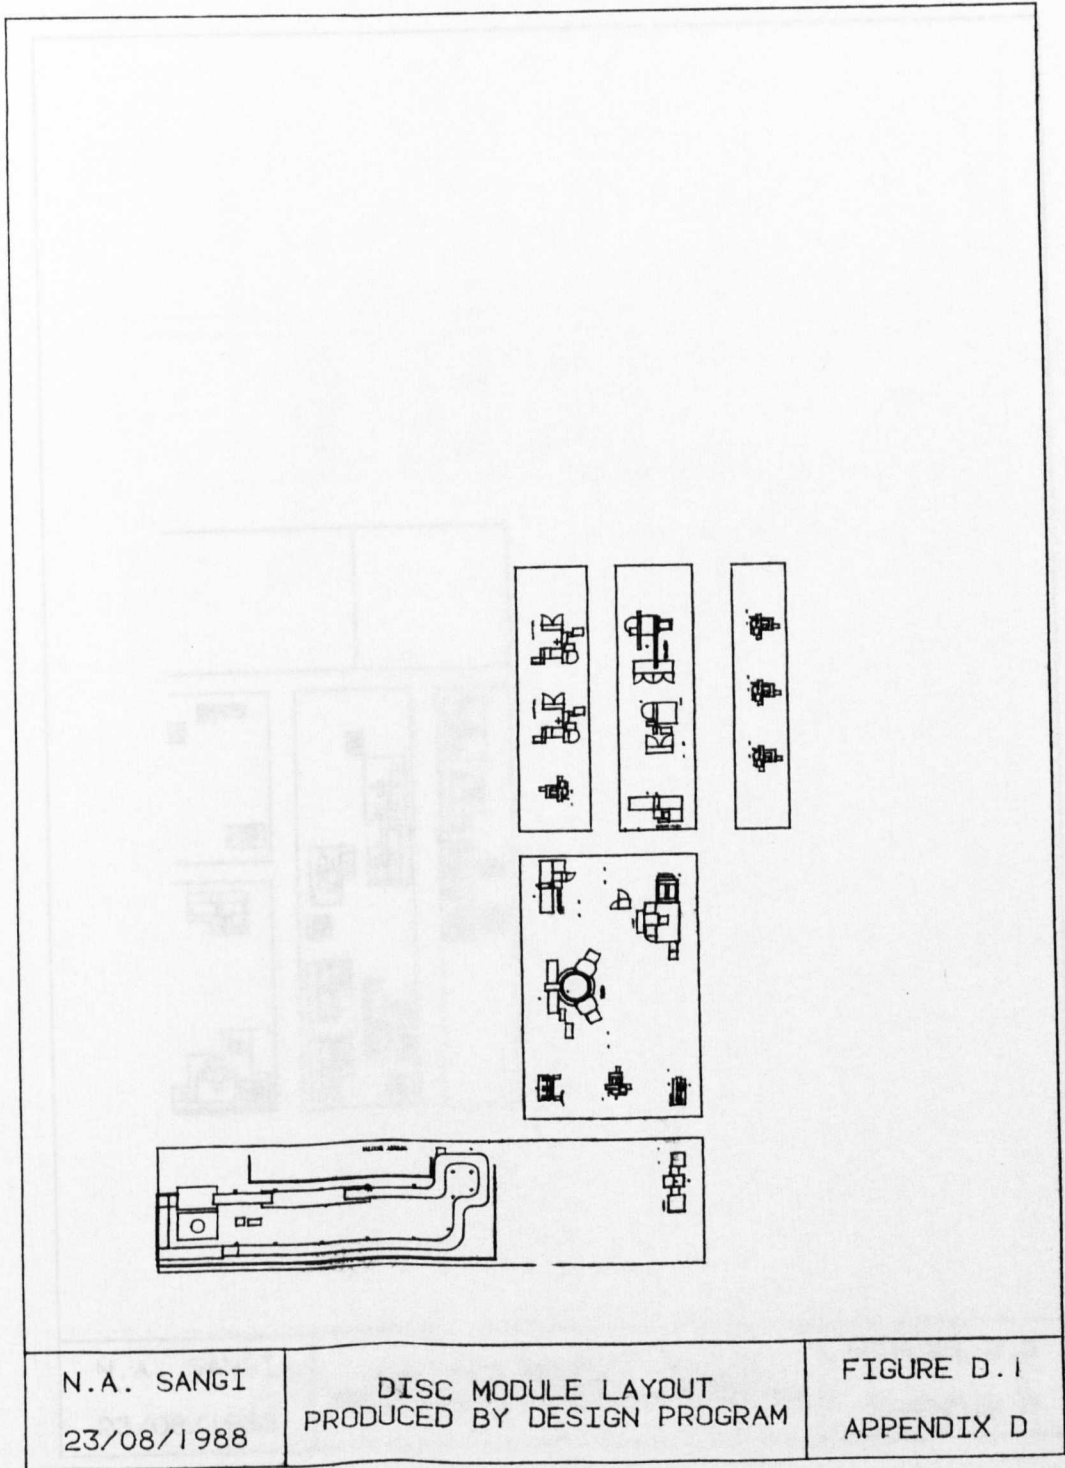 N.A. SANGI
23/08/1988
DISC MODULE LAYOUT
PRODUCED BY DESIGN PROGRAM
FIGURE D.1
APPENDIX D